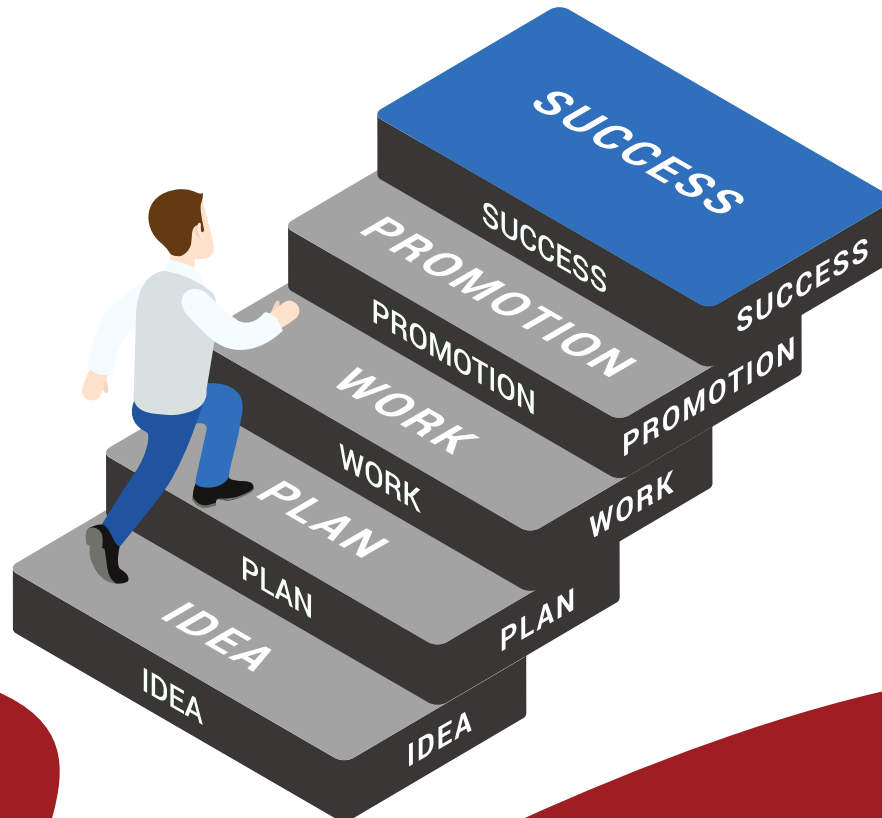 SUCCESS
SUCCESS
SUCCESS
PROMOTION
PROMOTION
PROMOTION
WORK
WORK
WORK
PLAN
PLAN
PLAN
IDEA
IDEA
IDEA